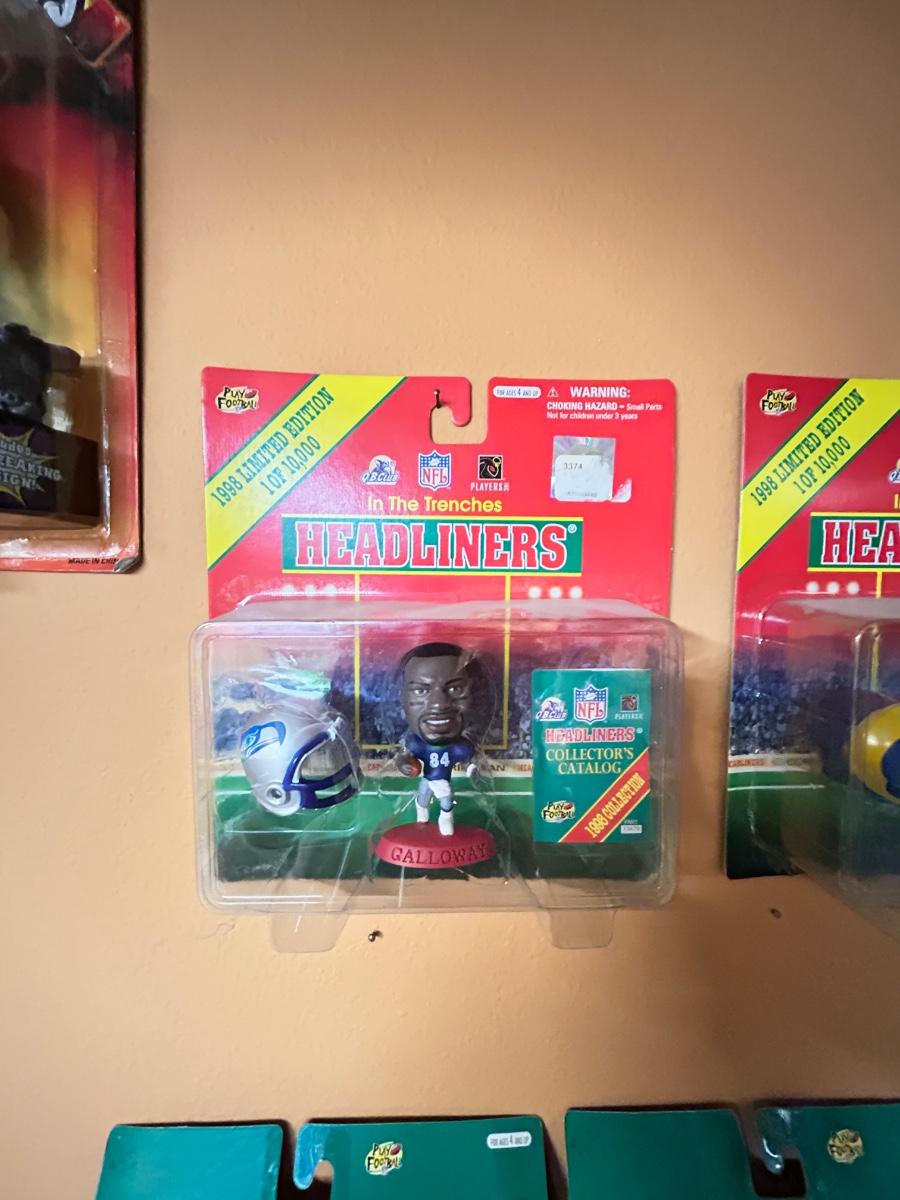 PLAY
FOOTBALL
1998 LIMITED EDITION
1 OF 10,000
FOR AGES 4 AND UP
WARNING:
CHOKING HAZARD – Small Parts
Not for children under 3 years
QB CLUB
NFL
PLAYERS INC
3374
In The Trenches
HEADLINERS®
84
GALLOWAY
QB CLUB
NFL
PLAYERS
HEADLINERS®
COLLECTOR'S
CATALOG
PLAY
FOOTBALL
1998 COLLECTION
PLAY
FOOTBALL
1998 LIMITED EDITION
1 OF 10,000
HEA
MADE IN CHI
PLAY
FOOTBALL
FOR AGES 4 AND UP
PLAY
FOOTBALL